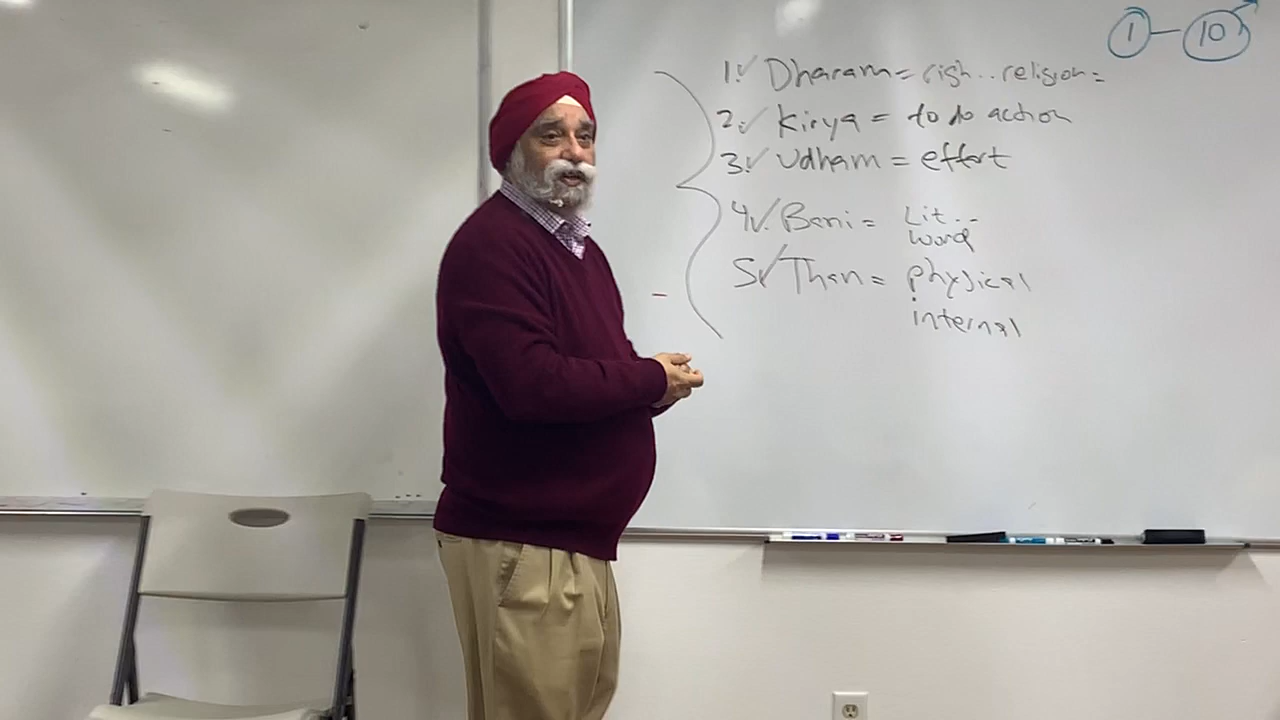 1 - 10
1.✓ Dharam = righ.. religion =
2.✓ Kirya = to do action
3.✓ Udham = effort
4✓. Bani = Lit..
word
5✓ Than = physical
internal